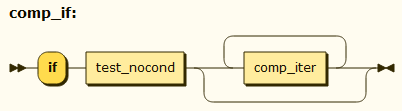 comp_if:
if test_nocond comp_iter